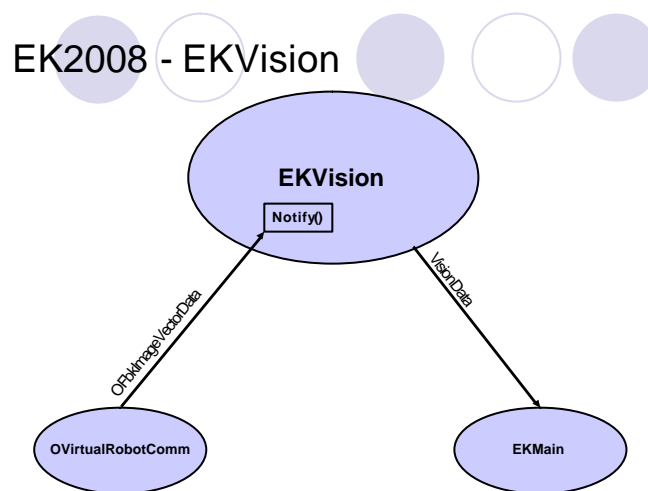 EK2008 - EKVision
EKVision
Notify()
OFbkImageVectorData
VisionData
OVirtualRobotComm
EKMain